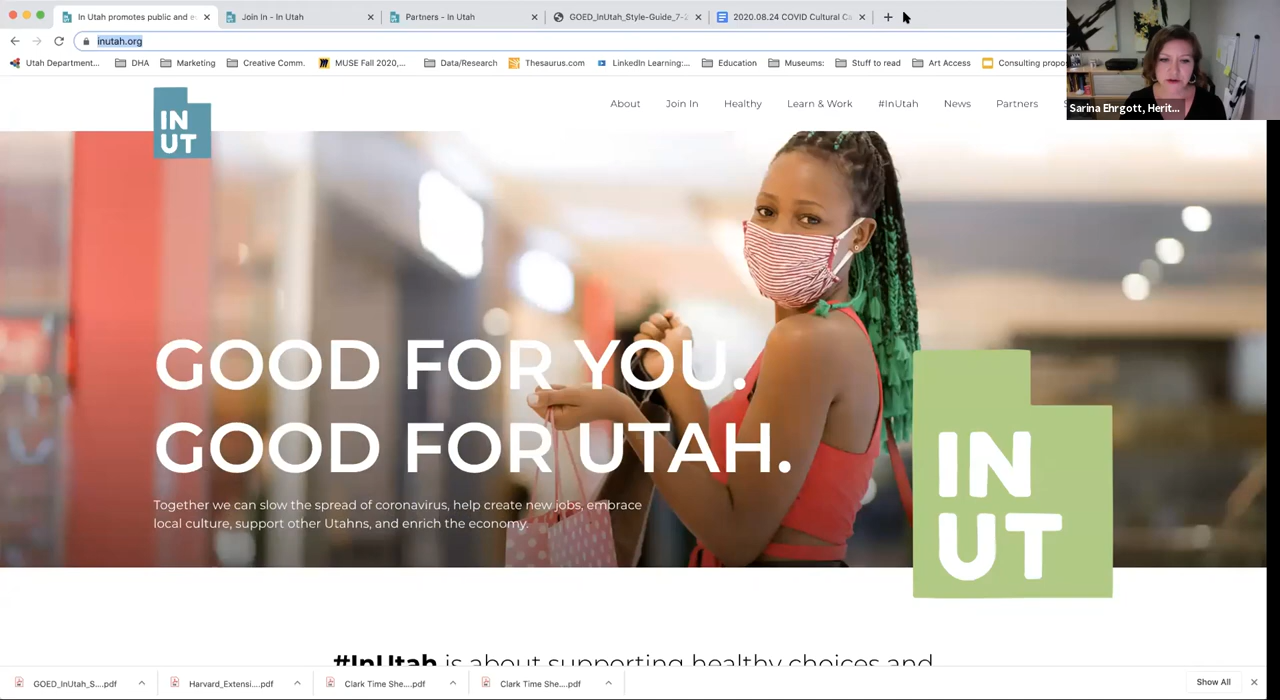 In Utah promotes public and e
Join In - In Utah
Partners - In Utah
GOED_InUtah_Style-Guide_7-2
2020.08.24 COVID Cultural Ca
inutah.org
Utah Department...
DHA
Marketing
Creative Comm.
MUSE Fall 2020,...
Data/Research
Thesaurus.com
LinkedIn Learning:...
Education
Museums:
Stuff to read
Art Access
Consulting propo
Sarina Ehrgott, Herit...
IN
UT
About
Join In
Healthy
Learn & Work
#InUtah
News
Partners
GOOD FOR YOU.
GOOD FOR UTAH.
Together we can slow the spread of coronavirus, help create new jobs, embrace
local culture, support other Utahns, and enrich the economy.
IN
UT
#InUtah is about supporting healthy choices and
GOED_InUtah_S....pdf
Harvard_Extensi....pdf
Clark Time She....pdf
Clark Time She....pdf
Show All